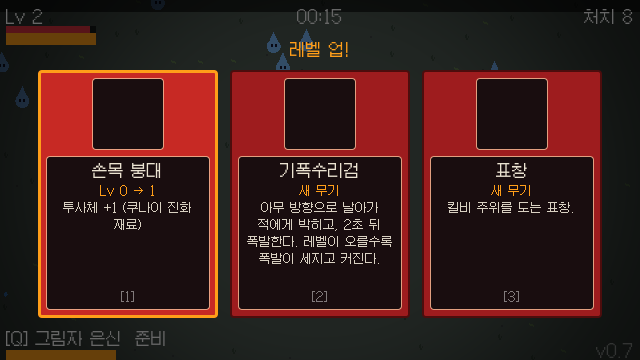 Lv 2
00:15
처치 8
레벨 업!
손목 붕대
Lv 0 → 1
투사체 +1 (쿠나이 진화
재료)
[1]
기폭수리검
새 무기
아무 방향으로 날아가
적에게 박히고, 2초 뒤
폭발한다. 레벨이 오를수록
폭발이 세지고 커진다.
[2]
표창
새 무기
킬비 주위를 도는 표창.
[3]
[Q] 그림자 은신 준비
v0.7